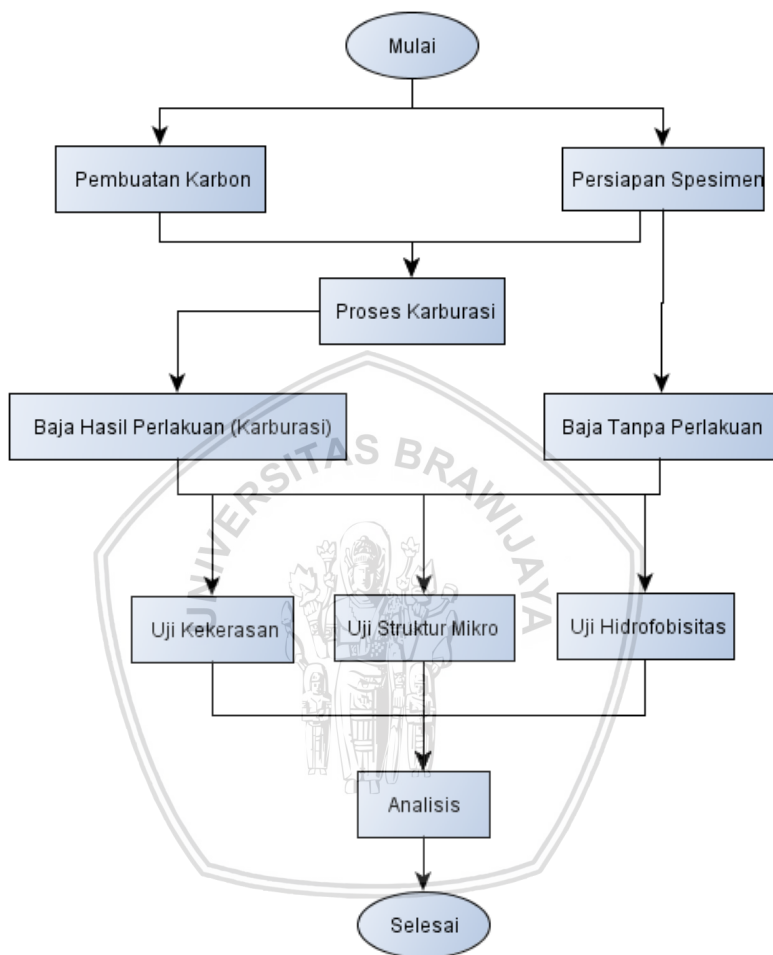 Mulai
Pembuatan Karbon
Persiapan Spesimen
Proses Karburasi
Baja Hasil Perlakuan (Karburasi)
Baja Tanpa Perlakuan
UNIVERSITAS BRAWIJAYA
Uji Kekerasan
Uji Struktur Mikro
Uji Hidrofobisitas
Analisis
Selesai